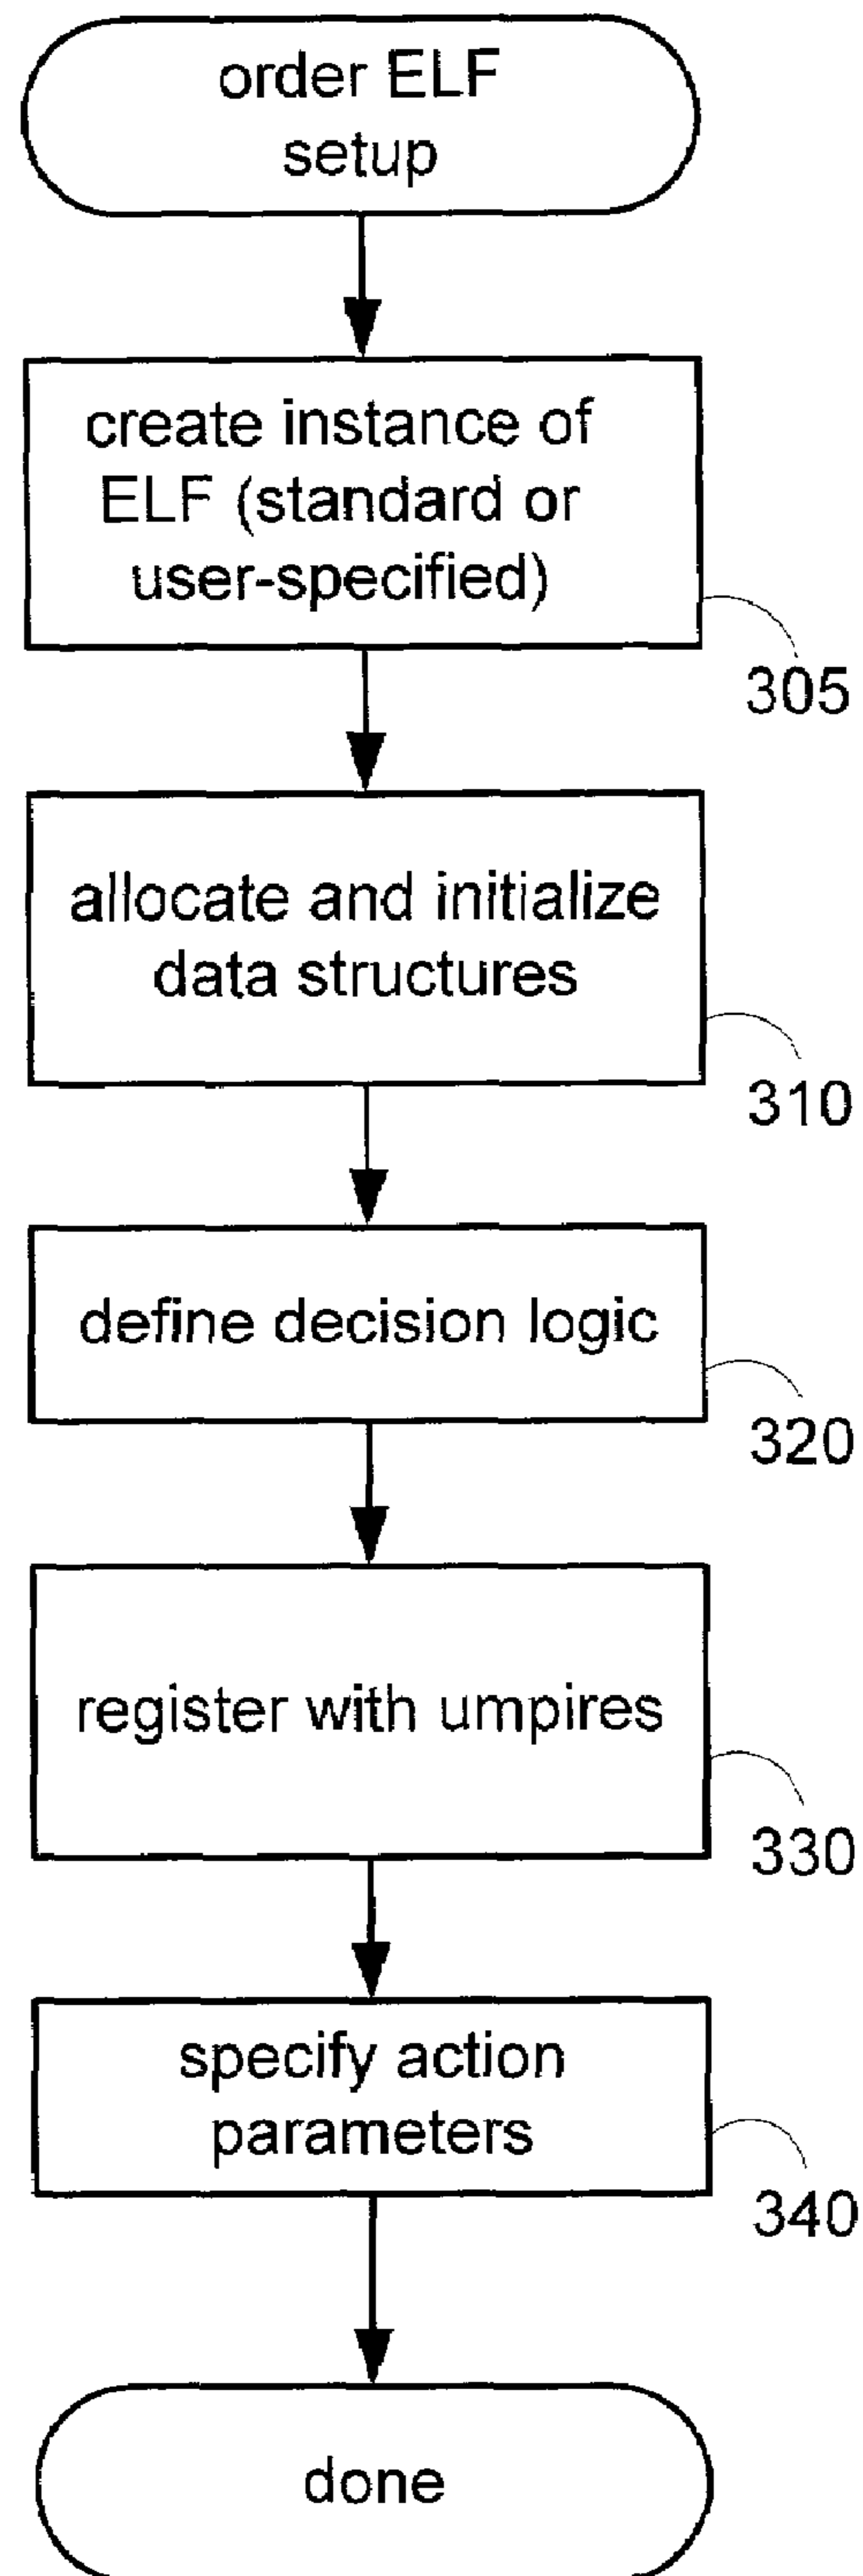 order ELF
setup
create instance of
ELF (standard or
user-specified)
305
allocate and initialize
data structures
310
define decision logic
320
register with umpires
330
specify action
parameters
340
done